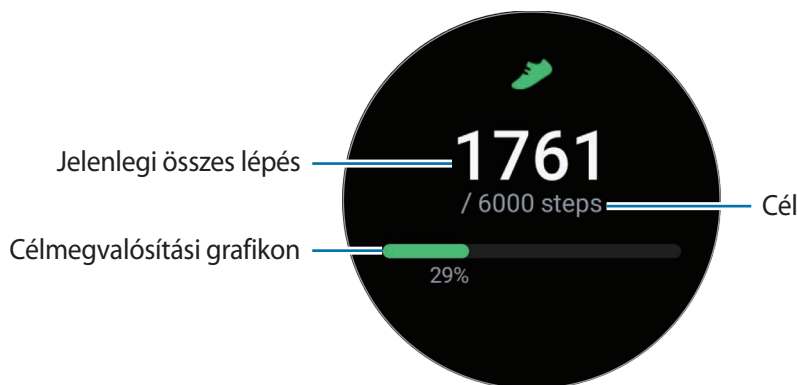 1761
Jelenlegi összes lépés
/ 6000 steps
Cél
Célmegvalósítási grafikon
29%